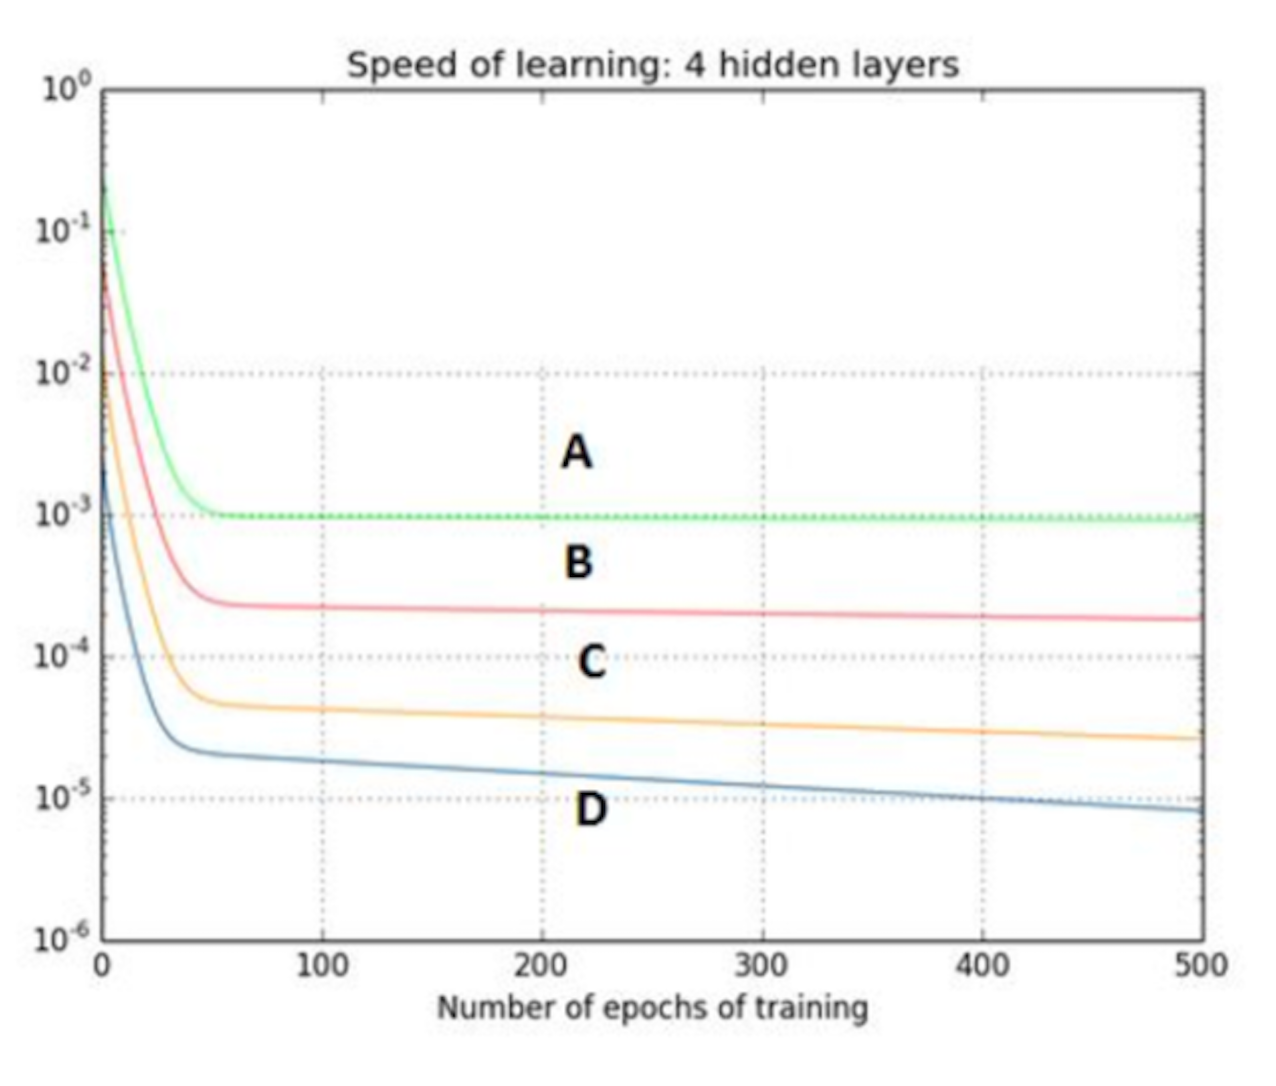 Speed of learning: 4 hidden layers
10^0
10^-1
10^-2
10^-3
10^-4
10^-5
10^-6
A
B
C
D
0 100 200 300 400 500
Number of epochs of training